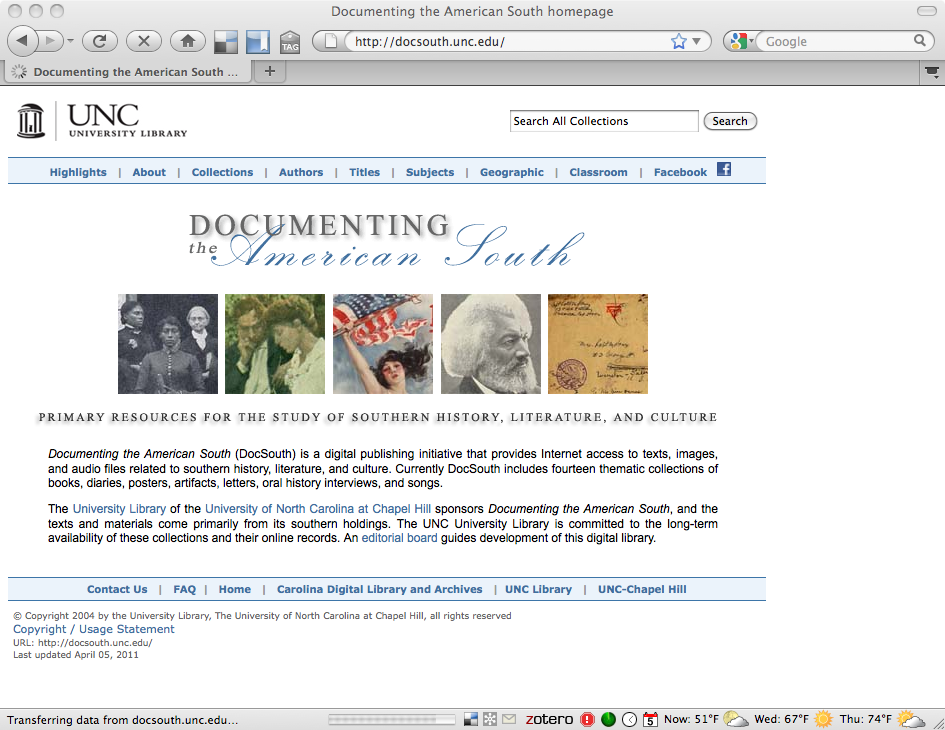 Documenting the American South homepage
TAG
http://docsouth.unc.edu/
Google
Documenting the American South ...
UNC
UNIVERSITY LIBRARY
Search All Collections
Search
Highlights | About | Collections | Authors | Titles | Subjects | Geographic | Classroom | Facebook
DOCUMENTING
the American South
PRIMARY RESOURCES FOR THE STUDY OF SOUTHERN HISTORY, LITERATURE, AND CULTURE
Documenting the American South (DocSouth) is a digital publishing initiative that provides Internet access to texts, images,
and audio files related to southern history, literature, and culture. Currently DocSouth includes fourteen thematic collections of
books, diaries, posters, artifacts, letters, oral history interviews, and songs.
The University Library of the University of North Carolina at Chapel Hill sponsors Documenting the American South, and the
texts and materials come primarily from its southern holdings. The UNC University Library is committed to the long-term
availability of these collections and their online records. An editorial board guides development of this digital library.
Contact Us | FAQ | Home | Carolina Digital Library and Archives | UNC Library | UNC-Chapel Hill
© Copyright 2004 by the University Library, The University of North Carolina at Chapel Hill, all rights reserved
Copyright / Usage Statement
URL: http://docsouth.unc.edu/
Last updated April 05, 2011
Transferring data from docsouth.unc.edu...
zotero
5
Now: 51°F
Wed: 67°F
Thu: 74°F